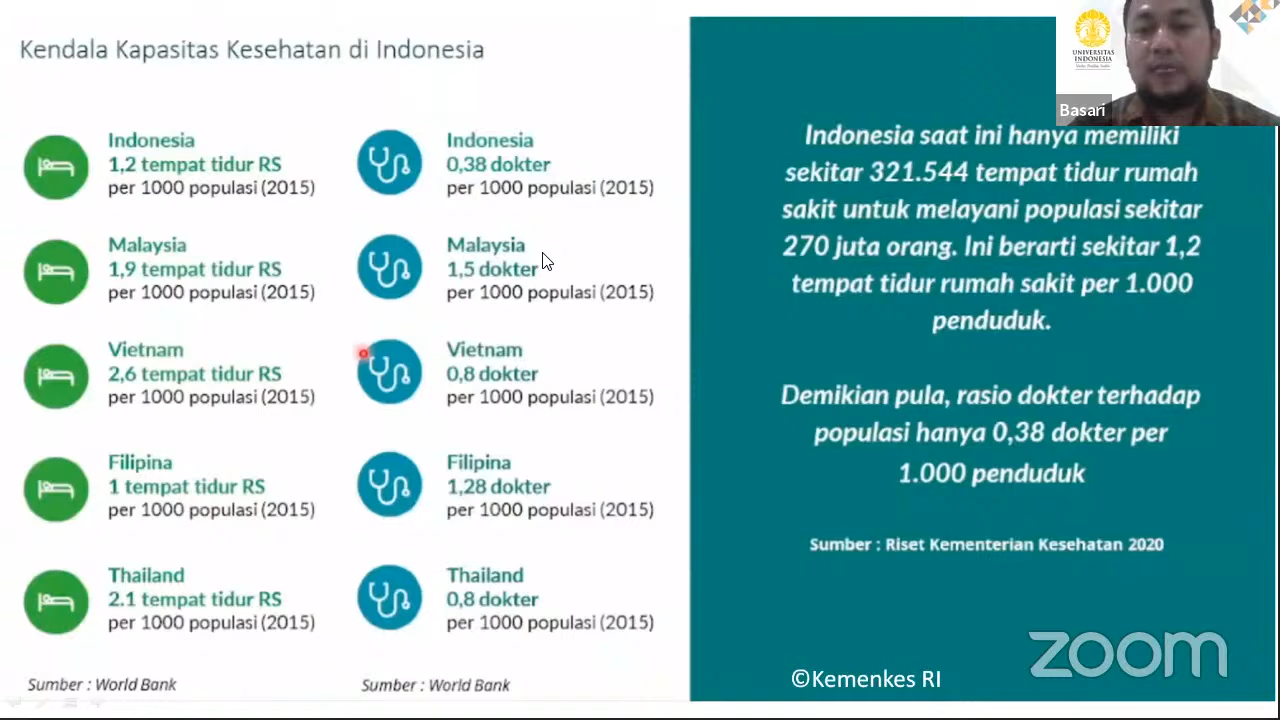 Kendala Kapasitas Kesehatan di Indonesia
Indonesia
1,2 tempat tidur RS
per 1000 populasi (2015)
Malaysia
1,9 tempat tidur RS
per 1000 populasi (2015)
Vietnam
2,6 tempat tidur RS
per 1000 populasi (2015)
Filipina
1 tempat tidur RS
per 1000 populasi (2015)
Thailand
2.1 tempat tidur RS
per 1000 populasi (2015)
Sumber : World Bank
Indonesia
0,38 dokter
per 1000 populasi (2015)
Malaysia
1,5 dokter
per 1000 populasi (2015)
Vietnam
0,8 dokter
per 1000 populasi (2015)
Filipina
1,28 dokter
per 1000 populasi (2015)
Thailand
0,8 dokter
per 1000 populasi (2015)
Sumber : World Bank
UNIVERSITAS
INDONESIA
Basari
Indonesia saat ini hanya memiliki
sekitar 321.544 tempat tidur rumah
sakit untuk melayani populasi sekitar
270 juta orang. Ini berarti sekitar 1,2
tempat tidur rumah sakit per 1.000
penduduk.
Demikian pula, rasio dokter terhadap
populasi hanya 0,38 dokter per
1.000 penduduk
Sumber : Riset Kementerian Kesehatan 2020
©Kemenkes RI
zoom